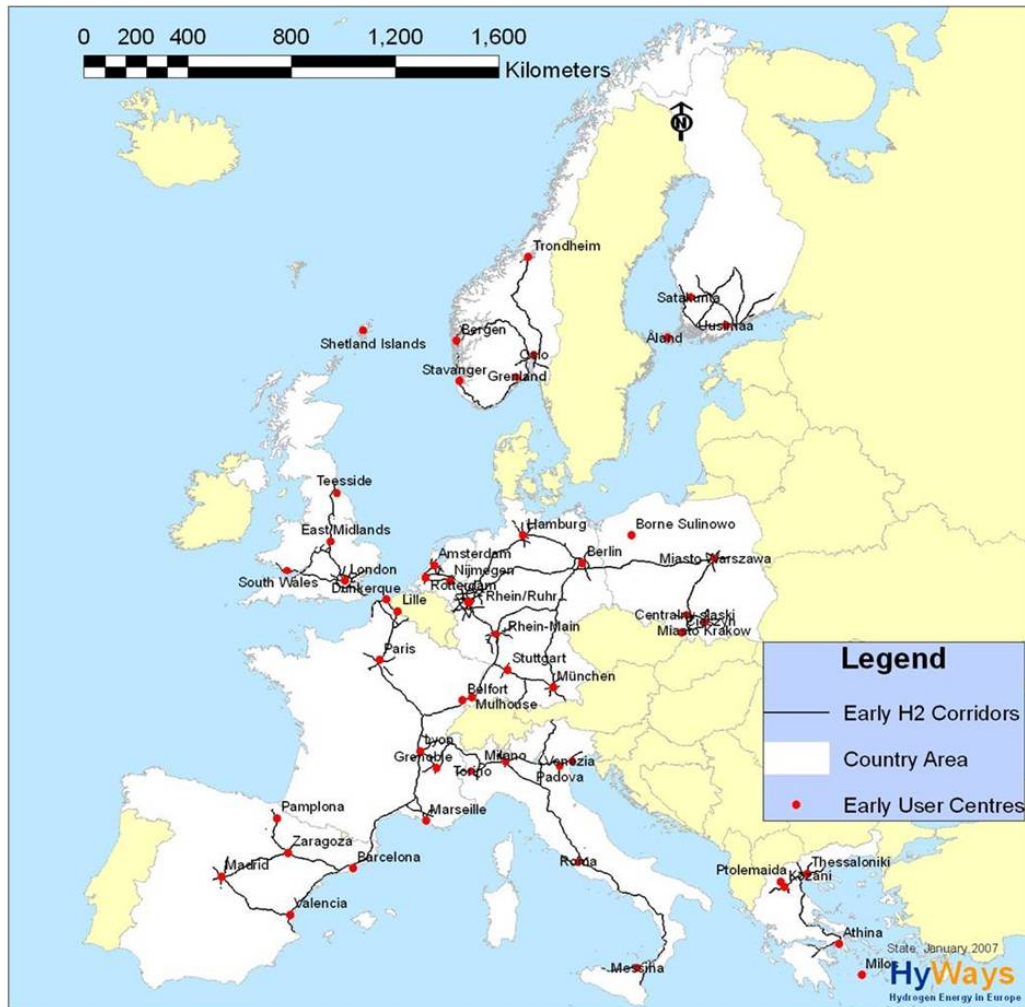 0 200 400 800 1,200 1,600
Kilometers
N
Trondheim
Satakunta
Uusimaa
Åland
Shetland Islands
Bergen
Oslo
Stavanger
Grenland
Teesside
East Midlands
Hamburg
Borne Sulinowo
Amsterdam
Berlin
Miasto Warszawa
Nijmegen
London
South Wales
Rotterdam
Dunkerque
Rhein/Ruhr
Lille
Centralny slaski
Miasto Krakow
Rhein-Main
Paris
Stuttgart
München
Belfort
Mulhouse
Lyon
Grenoble
Milano
Venezia
Torino
Padova
Pamplona
Marseille
Zaragoza
Barcelona
Madrid
Roma
Valencia
Messina
Thessaloniki
Ptolemaida
Kozani
Athina
Milos
Legend
Early H2 Corridors
Country Area
Early User Centres
State: January 2007
HyWays
Hydrogen Energy in Europe